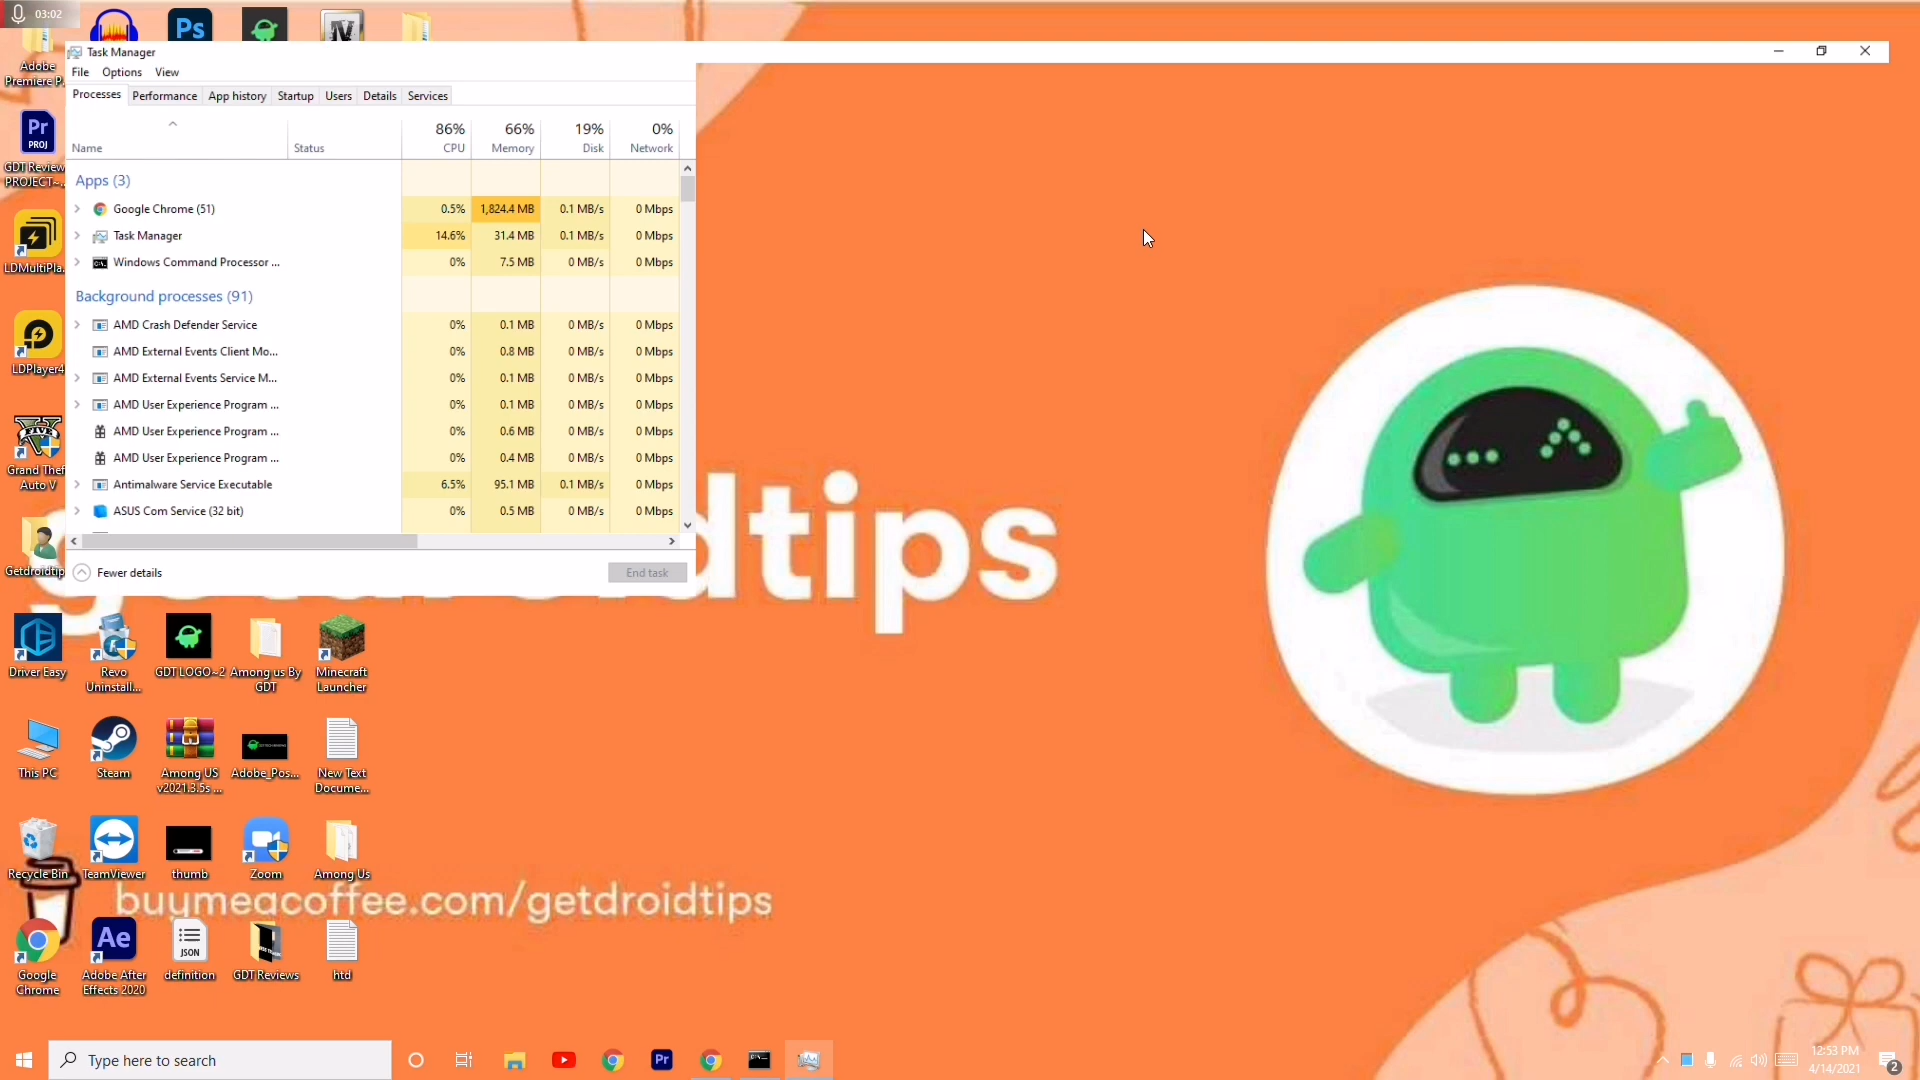 03:02
Ps
Adobe
Premiere P...
Task Manager
File Options View
Processes Performance App history Startup Users Details Services
86% 66% 19% 0%
Name Status CPU Memory Disk Network
Apps (3)
Google Chrome (51) 0.5% 1,824.4 MB 0.1 MB/s 0 Mbps
Task Manager 14.6% 31.4 MB 0.1 MB/s 0 Mbps
Windows Command Processor ... 0% 7.5 MB 0 MB/s 0 Mbps
Background processes (91)
AMD Crash Defender Service 0% 0.1 MB 0 MB/s 0 Mbps
AMD External Events Client Mo... 0% 0.8 MB 0 MB/s 0 Mbps
AMD External Events Service M... 0% 0.1 MB 0 MB/s 0 Mbps
AMD User Experience Program ... 0% 0.1 MB 0 MB/s 0 Mbps
AMD User Experience Program ... 0% 0.6 MB 0 MB/s 0 Mbps
AMD User Experience Program ... 0% 0.4 MB 0 MB/s 0 Mbps
Antimalware Service Executable 6.5% 95.1 MB 0.1 MB/s 0 Mbps
ASUS Com Service (32 bit) 0% 0.5 MB 0 MB/s 0 Mbps
Fewer details End task
Pr
PROJ
GDT Review
PROJECT~...
LDMultiPla...
LDPlayer4
FIVE
Grand Theft
Auto V
Getdroidtips
dtips
Driver Easy Revo
Uninstall... GDT LOGO~2 Among us By
GDT Minecraft
Launcher
This PC Steam Among US
v2021.3.5s ... Adobe_Pos... New Text
Docume...
Recycle Bin TeamViewer thumb Zoom Among Us
buymeacoffee.com/getdroidtips
Ae
JSON
Google
Chrome Adobe After
Effects 2020 definition GDT Reviews htd
Type here to search
Pr
12:53 PM
4/14/2021
2